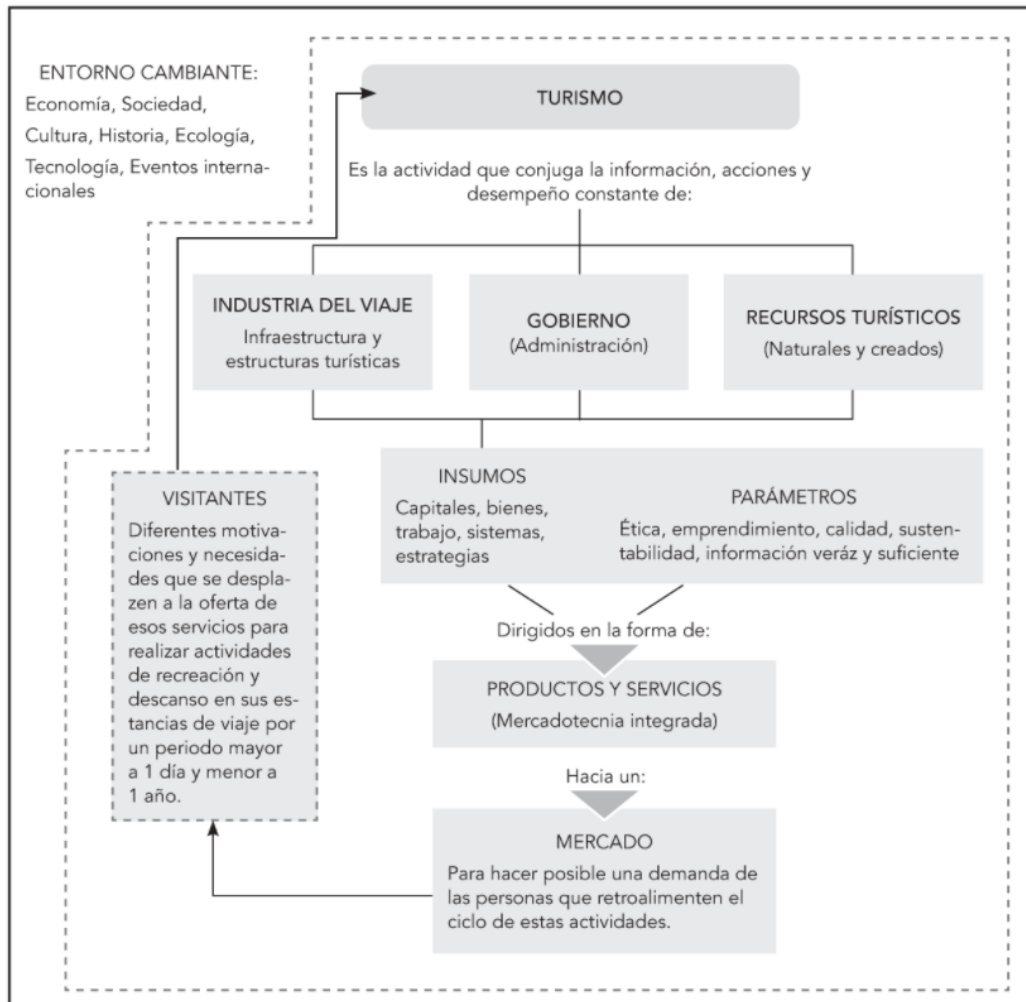 ENTORNO CAMBIANTE:
Economía, Sociedad,
Cultura, Historia, Ecología,
Tecnología, Eventos interna-
cionales
TURISMO
Es la actividad que conjuga la información, acciones y
desempeño constante de:
INDUSTRIA DEL VIAJE
Infraestructura y
estructuras turísticas
GOBIERNO
(Administración)
RECURSOS TURÍSTICOS
(Naturales y creados)
INSUMOS
Capitales, bienes,
trabajo, sistemas,
estrategias
PARÁMETROS
Ética, emprendimiento, calidad, susten-
tabilidad, información veráz y suficiente
Dirigidos en la forma de:
PRODUCTOS Y SERVICIOS
(Mercadotecnia integrada)
Hacia un:
MERCADO
Para hacer posible una demanda de
las personas que retroalimenten el
ciclo de estas actividades.
VISITANTES
Diferentes motiva-
ciones y necesida-
des que se despla-
zen a la oferta de
esos servicios para
realizar actividades
de recreación y
descanso en sus es-
tancias de viaje por
un periodo mayor
a 1 día y menor a
1 año.